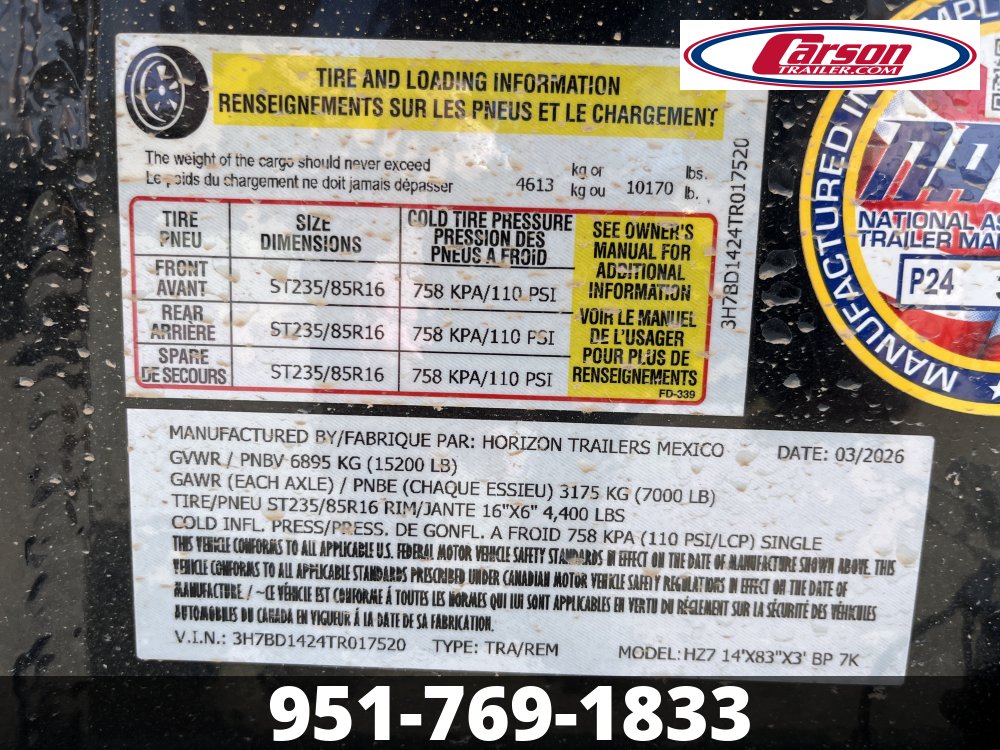 Carson
TRAILER.COM
TIRE AND LOADING INFORMATION
RENSEIGNEMENTS SUR LES PNEUS ET LE CHARGEMENT
The weight of the cargo should never exceed
Le poids du chargement ne doit jamais dépasser
4613 kg or 10170 lbs.
kg ou lb.
TIRE
PNEU
SIZE
DIMENSIONS
COLD TIRE PRESSURE
PRESSION DES
PNEUS A FROID
FRONT
AVANT
ST235/85R16
758 KPA/110 PSI
REAR
ARRIÈRE
ST235/85R16
758 KPA/110 PSI
SPARE
DE SECOURS
ST235/85R16
758 KPA/110 PSI
SEE OWNER'S
MANUAL FOR
ADDITIONAL
INFORMATION
VOIR LE MANUEL
DE L'USAGER
POUR PLUS DE
RENSEIGNEMENTS
FD-339
3H7BD1424TR017520
MANUFACTURED IN
NATIONAL AS
TRAILER MA
P24
MANUF
MANUFACTURED BY/FABRIQUE PAR: HORIZON TRAILERS MEXICO DATE: 03/2026
GVWR / PNBV 6895 KG (15200 LB)
GAWR (EACH AXLE) / PNBE (CHAQUE ESSIEU) 3175 KG (7000 LB)
TIRE/PNEU ST235/85R16 RIM/JANTE 16"X6" 4,400 LBS
COLD INFL. PRESS/PRESS. DE GONFL. A FROID 758 KPA (110 PSI/LCP) SINGLE
THIS VEHICLE CONFORMS TO ALL APPLICABLE U.S. FEDERAL MOTOR VEHICLE SAFETY STANDARDS IN EFFECT ON THE DATE OF MANUFACTURE SHOWN ABOVE. THIS
VEHICLE CONFORMS TO ALL APPLICABLE STANDARDS PRESCRIBED UNDER CANADIAN MOTOR VEHICLE SAFETY REGULATIONS IN EFFECT ON THE DATE OF
MANUFACTURE. / ~CE VÉHICLE EST CONFORME À TOUTES LES NORMES QUI LUI SONT APPLICABLES EN VERTU DU RÈGLEMENT SUR LA SÉCURITÉ DES VÉHICULES
AUTOMOBILES DU CANADA EN VIGUEUR À LA DATE DE SA FABRICATION.
V.I.N.: 3H7BD1424TR017520 TYPE: TRA/REM MODEL: HZ7 14'X83"X3' BP 7K
951-769-1833